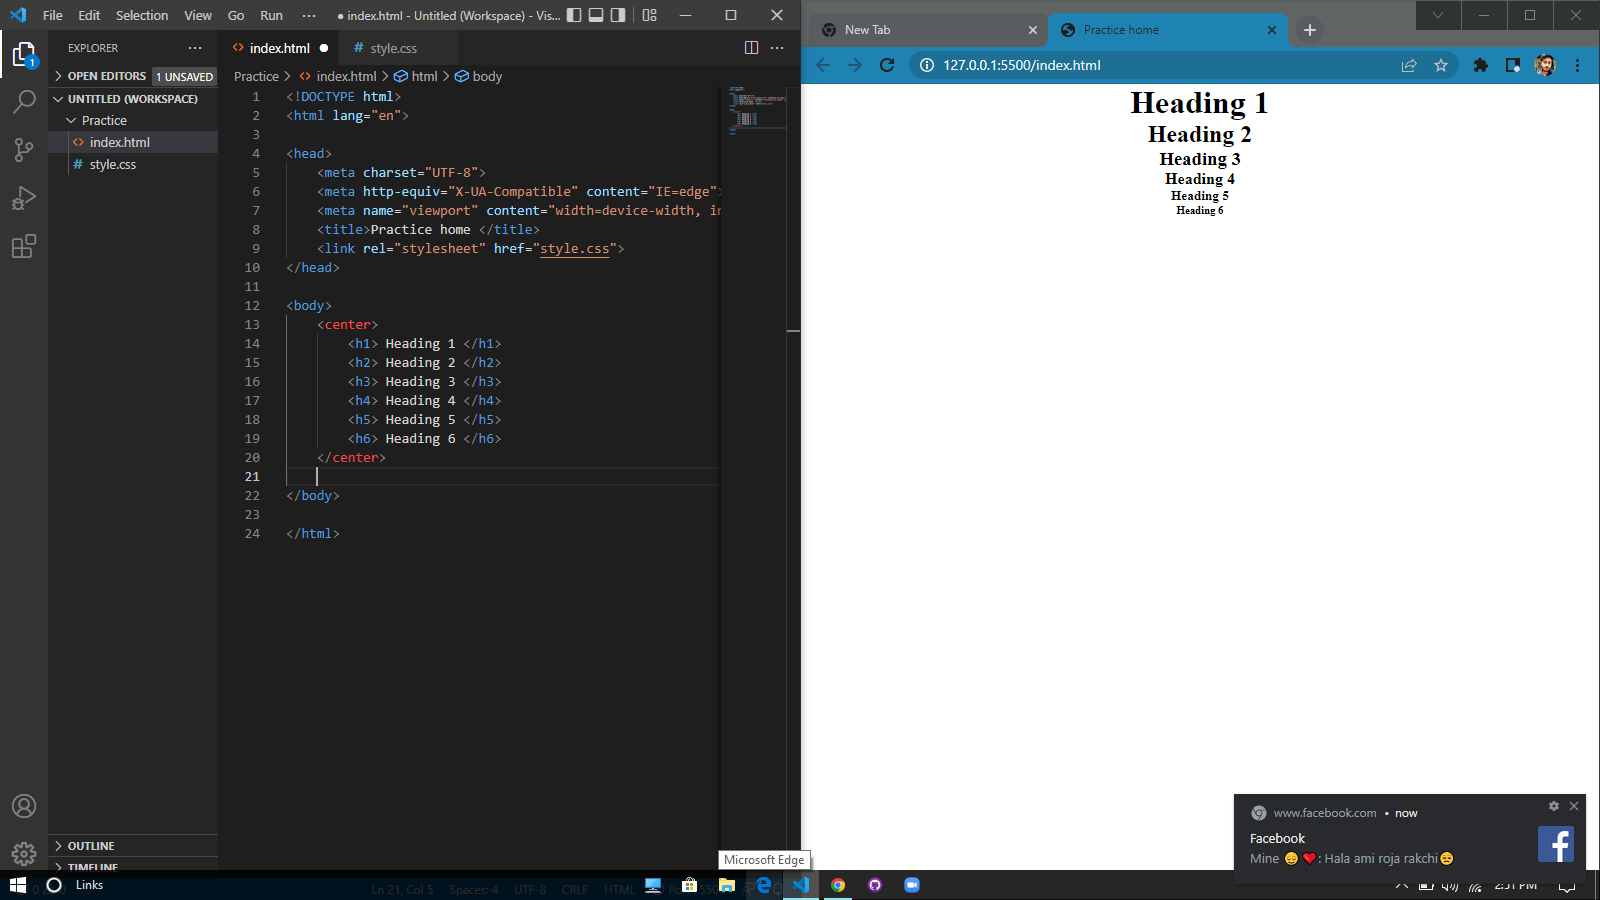 File Edit Selection View Go Run ··· ● index.html - Untitled (Workspace) - Vis...
EXPLORER ···
OPEN EDITORS 1 UNSAVED
UNTITLED (WORKSPACE)
Practice
<> index.html
# style.css
OUTLINE
TIMELINE
1
<> index.html ●
# style.css
Practice > <> index.html > html > body
1 <!DOCTYPE html>
2 <html lang="en">
3
4 <head>
5 <meta charset="UTF-8">
6 <meta http-equiv="X-UA-Compatible" content="IE=edge">
7 <meta name="viewport" content="width=device-width, in
8 <title>Practice home </title>
9 <link rel="stylesheet" href="style.css">
10 </head>
11
12 <body>
13 <center>
14 <h1> Heading 1 </h1>
15 <h2> Heading 2 </h2>
16 <h3> Heading 3 </h3>
17 <h4> Heading 4 </h4>
18 <h5> Heading 5 </h5>
19 <h6> Heading 6 </h6>
20 </center>
21
22 </body>
23
24 </html>
New Tab
Practice home
127.0.0.1:5500/index.html
Heading 1
Heading 2
Heading 3
Heading 4
Heading 5
Heading 6
www.facebook.com • now
Facebook
Mine 😔❤️: Hala ami roja rakchi😒
Microsoft Edge
Links
Ln 21, Col 5 Spaces: 4 UTF-8 CRLF HTML
2:51 PM